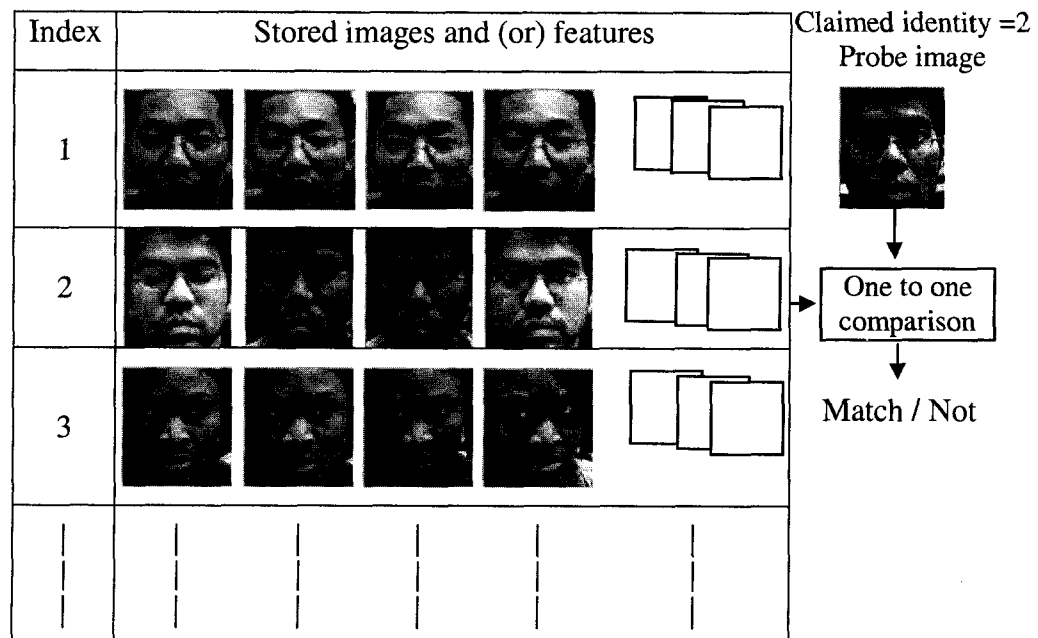 Index
Stored images and (or) features
Claimed identity =2
Probe image
1
2
3
One to one
comparison
Match / Not